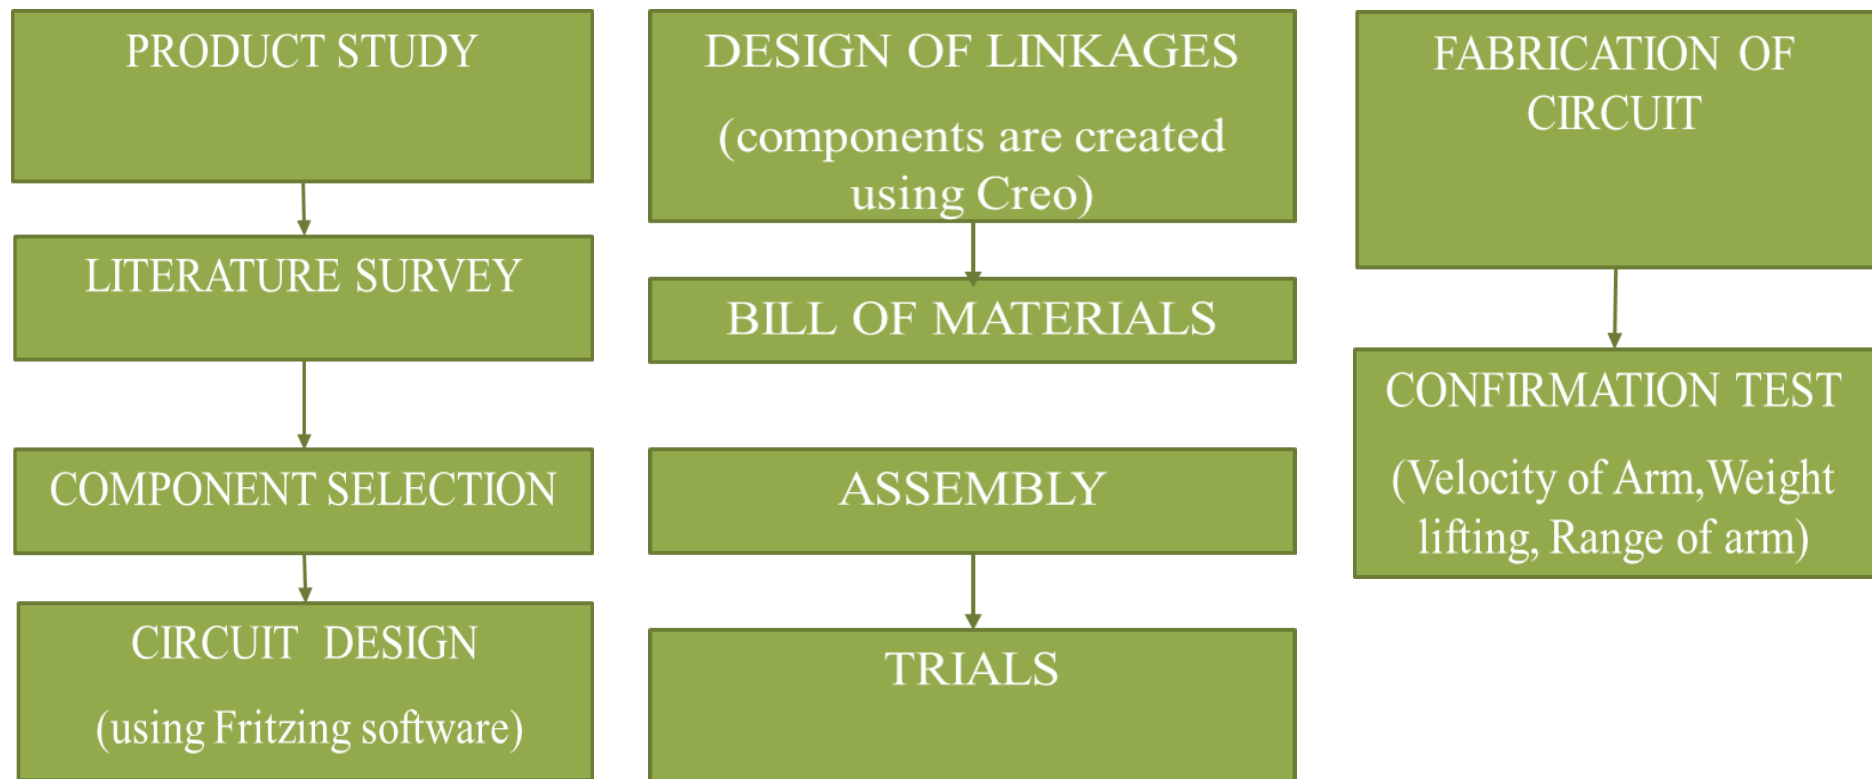 PRODUCT STUDY
LITERATURE SURVEY
COMPONENT SELECTION
CIRCUIT DESIGN
(using Fritzing software)
DESIGN OF LINKAGES
(components are created
using Creo)
BILL OF MATERIALS
ASSEMBLY
TRIALS
FABRICATION OF
CIRCUIT
CONFIRMATION TEST
(Velocity of Arm, Weight
lifting, Range of arm)